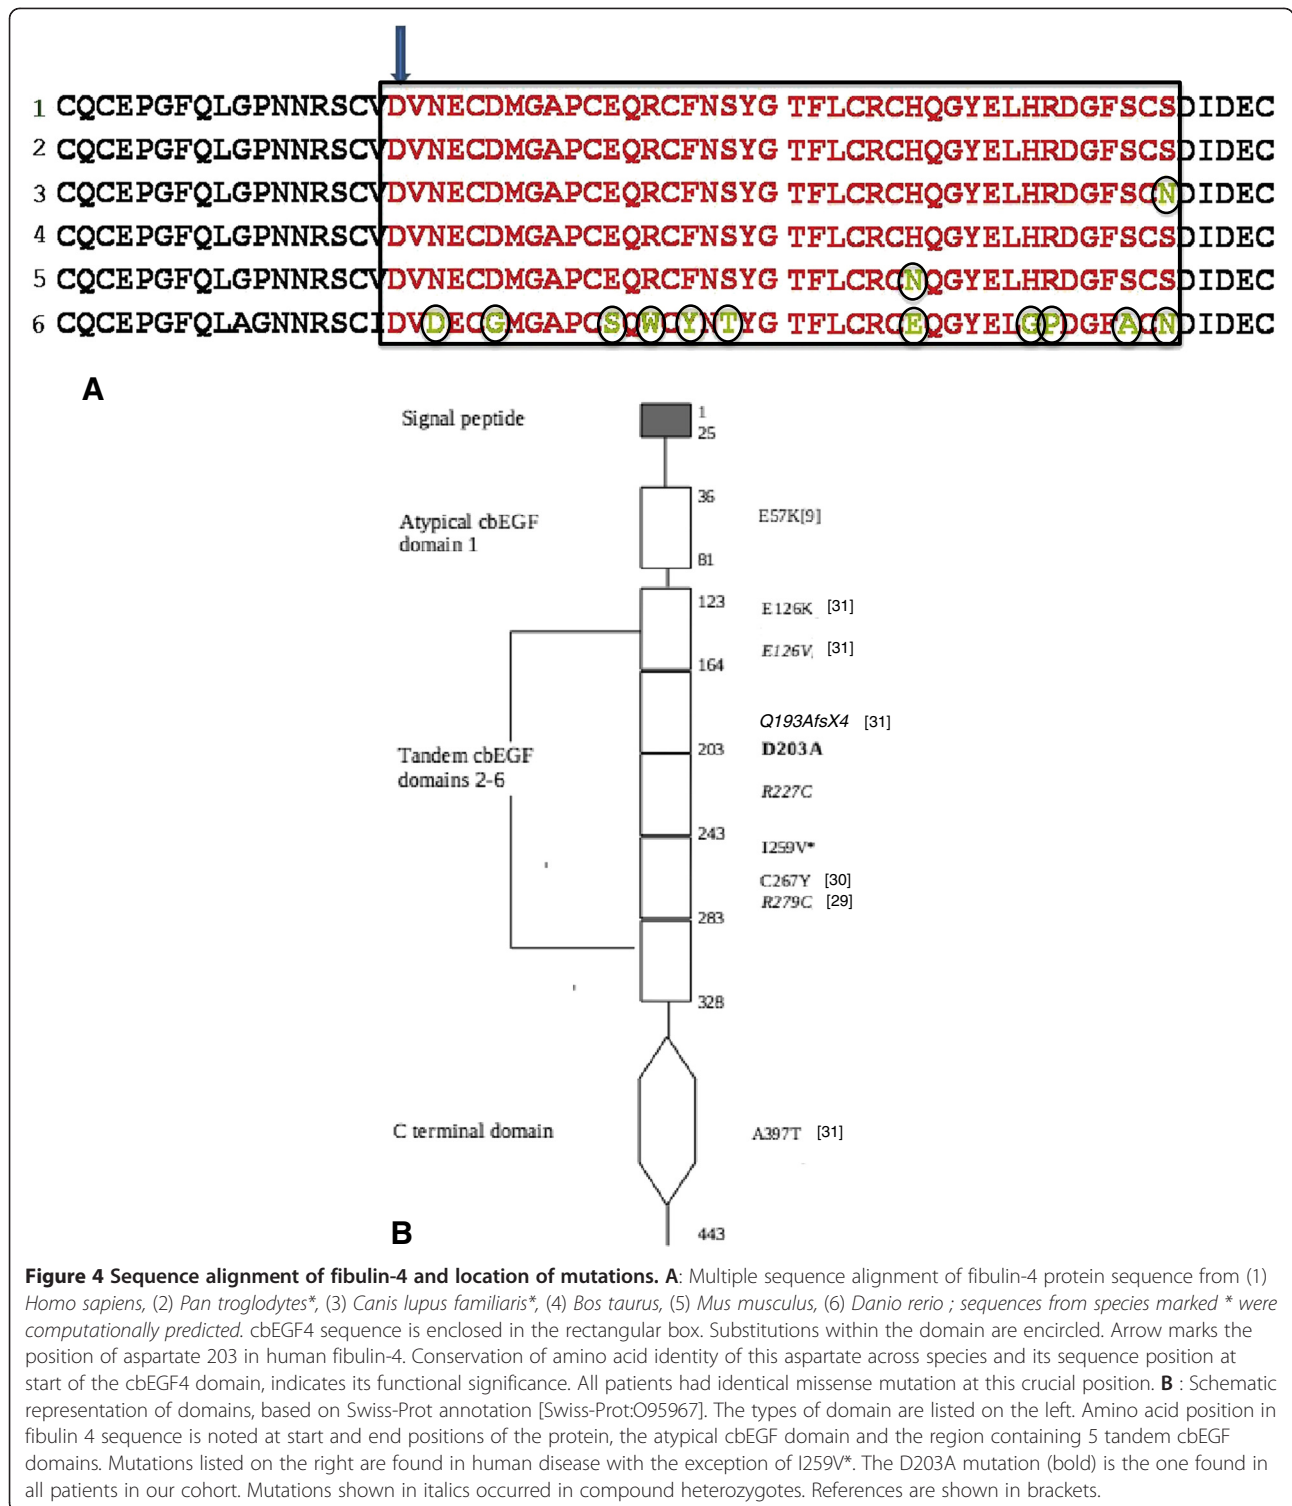 1 CQCEPGFQLGPNNRSCVDVNECDMGAPCEQRCFNSYG TFLCRCHQGYELHRDGFSCSDIDEC
2 CQCEPGFQLGPNNRSCVDVNECDMGAPCEQRCFNSYG TFLCRCHQGYELHRDGFSCSDIDEC
3 CQCEPGFQLGPNNRSCVDVNECDMGAPCEQRCFNSYG TFLCRCHQGYELHRDGFSCNDIDEC
4 CQCEPGFQLGPNNRSCVDVNECDMGAPCEQRCFNSYG TFLCRCHQGYELHRDGFSCSDIDEC
5 CQCEPGFQLGPNNRSCVDVNECDMGAPCEQRCFNSYG TFLCRCNQGYELHRDGFSCSDIDEC
6 CQCEPGFQLAGNNRSCIDVDECGMGAPCSQWCYNTYG TFLCRCEQGYELGPDGFACNDIDEC
A
Signal peptide
1
25
36
Atypical cbEGF
domain 1
E57K[9]
81
123
E126K [31]
E126V [31]
164
Q193AfsX4 [31]
Tandem cbEGF
domains 2-6
203
D203A
R227C
243
I259V*
C267Y [30]
R279C [29]
283
328
C terminal domain
A397T [31]
B
443
Figure 4 Sequence alignment of fibulin-4 and location of mutations. A: Multiple sequence alignment of fibulin-4 protein sequence from (1)
Homo sapiens, (2) Pan troglodytes*, (3) Canis lupus familiaris*, (4) Bos taurus, (5) Mus musculus, (6) Danio rerio ; sequences from species marked * were
computationally predicted. cbEGF4 sequence is enclosed in the rectangular box. Substitutions within the domain are encircled. Arrow marks the
position of aspartate 203 in human fibulin-4. Conservation of amino acid identity of this aspartate across species and its sequence position at
start of the cbEGF4 domain, indicates its functional significance. All patients had identical missense mutation at this crucial position. B : Schematic
representation of domains, based on Swiss-Prot annotation [Swiss-Prot:O95967]. The types of domain are listed on the left. Amino acid position in
fibulin 4 sequence is noted at start and end positions of the protein, the atypical cbEGF domain and the region containing 5 tandem cbEGF
domains. Mutations listed on the right are found in human disease with the exception of I259V*. The D203A mutation (bold) is the one found in
all patients in our cohort. Mutations shown in italics occurred in compound heterozygotes. References are shown in brackets.